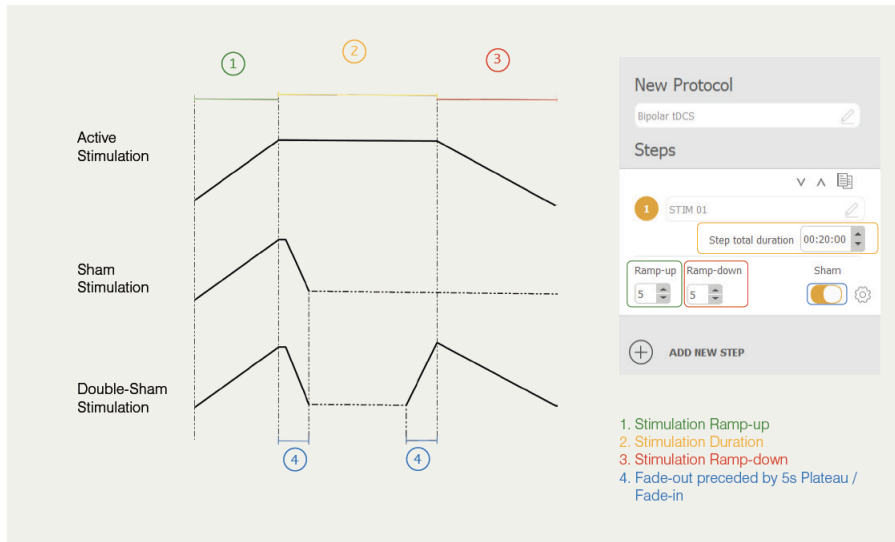 1
2
3
Active
Stimulation
Sham
Stimulation
Double-Sham
Stimulation
4
4
New Protocol
Bipolar tDCS
Steps
1
STIM 01
Step total duration 00:20:00
Ramp-up Ramp-down Sham
5 5
ADD NEW STEP
1. Stimulation Ramp-up
2. Stimulation Duration
3. Stimulation Ramp-down
4. Fade-out preceded by 5s Plateau /
Fade-in